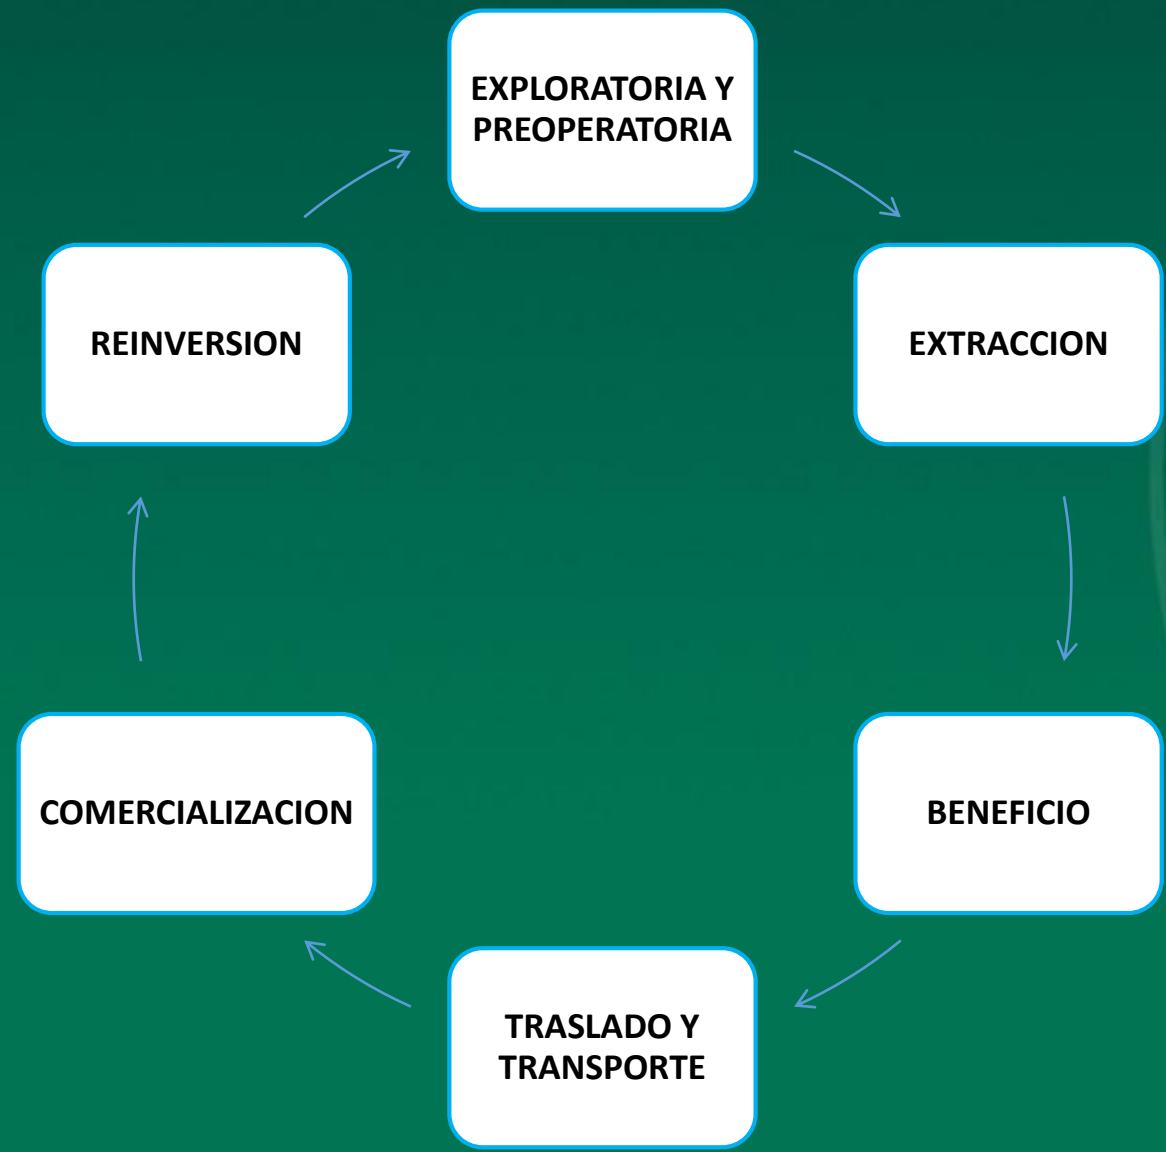 EXPLORATORIA Y
PREOPERATORIA
EXTRACCION
BENEFICIO
TRASLADO Y
TRANSPORTE
COMERCIALIZACION
REINVERSION